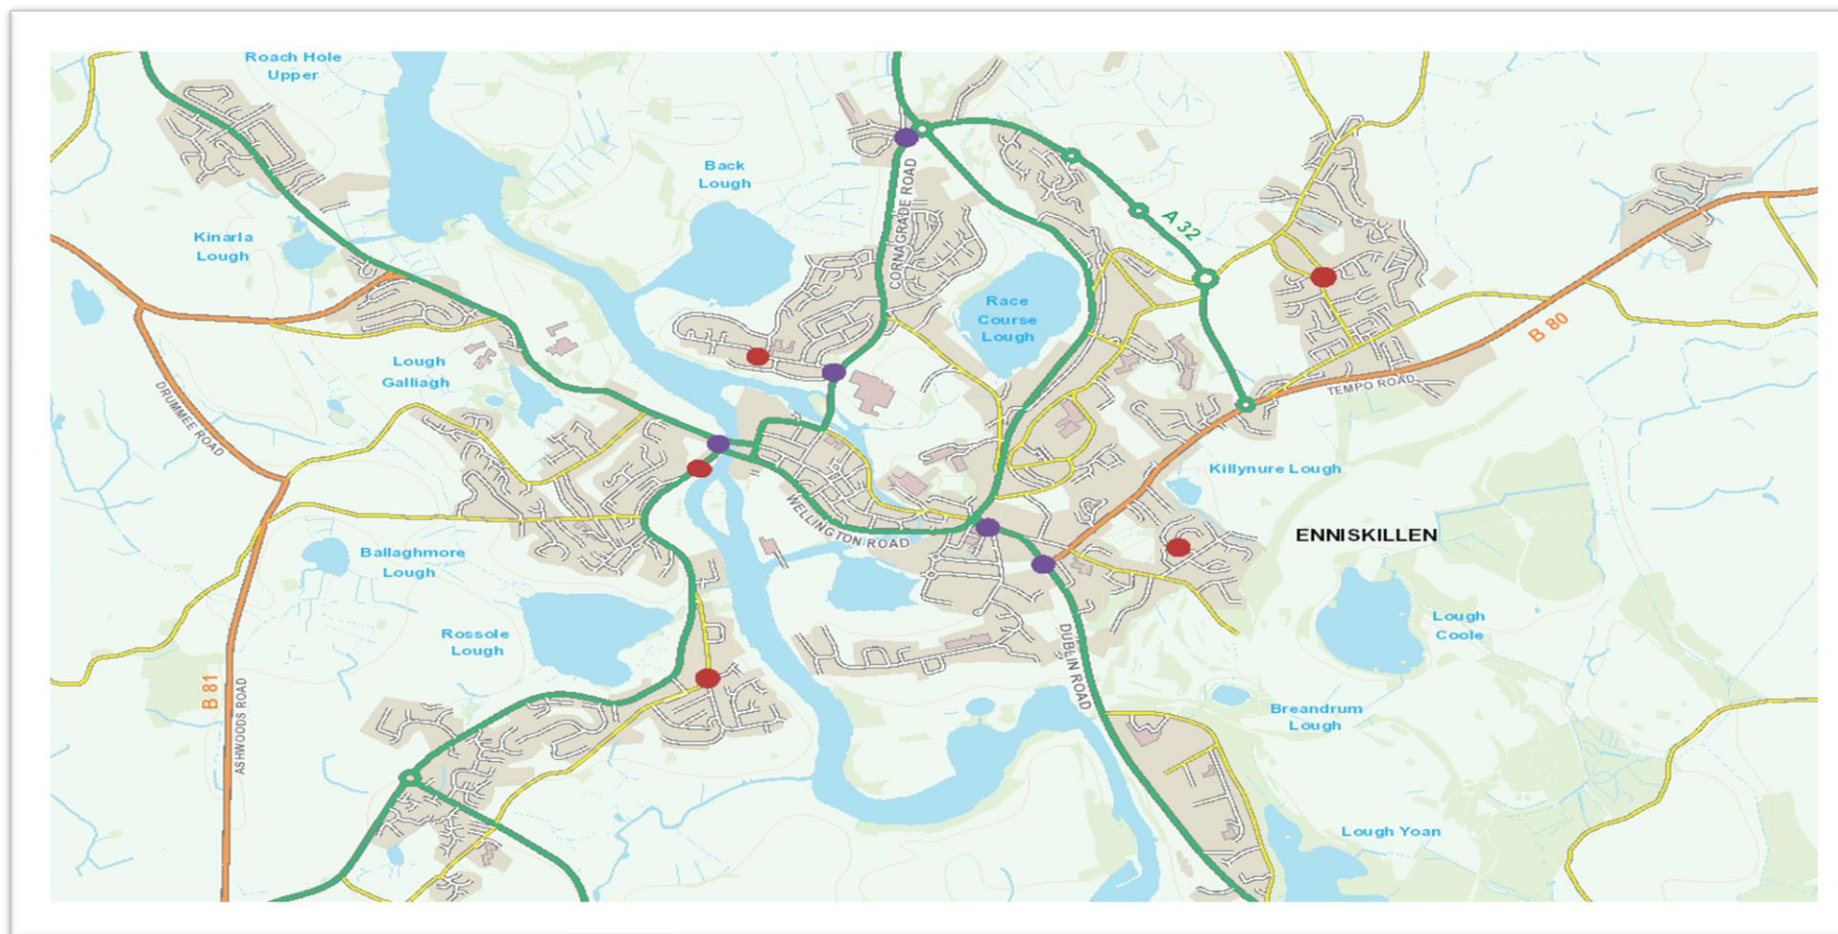 Roach Hole
Upper
Back
Lough
CORNAGRADE ROAD
A 32
Kinarla
Lough
Race
Course
Lough
B 80
Lough
Galliagh
TEMPO ROAD
DRUMMEE ROAD
Killynure Lough
WELLINGTON ROAD
ENNISKILLEN
Ballaghmore
Lough
Rossole
Lough
Lough
Coole
DUBLIN ROAD
B 81
ASHWOODS ROAD
Breandrum
Lough
Lough Yoan